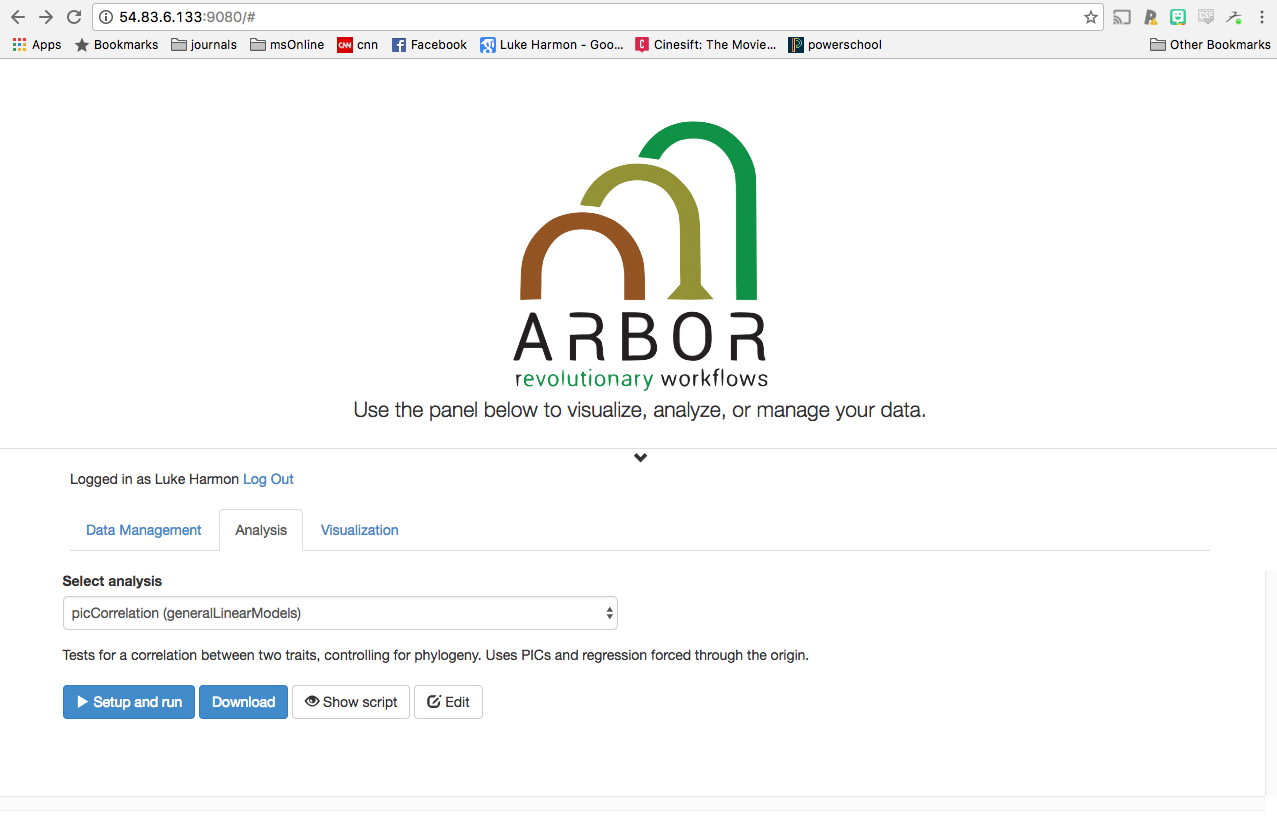 54.83.6.133:9080/#
Apps Bookmarks journals msOnline CNN cnn Facebook Luke Harmon - Goo... C Cinesift: The Movie... P powerschool Other Bookmarks
ARBOR
revolutionary workflows
Use the panel below to visualize, analyze, or manage your data.
Logged in as Luke Harmon Log Out
Data Management Analysis Visualization
Select analysis
picCorrelation (generalLinearModels)
Tests for a correlation between two traits, controlling for phylogeny. Uses PICs and regression forced through the origin.
Setup and run Download Show script Edit